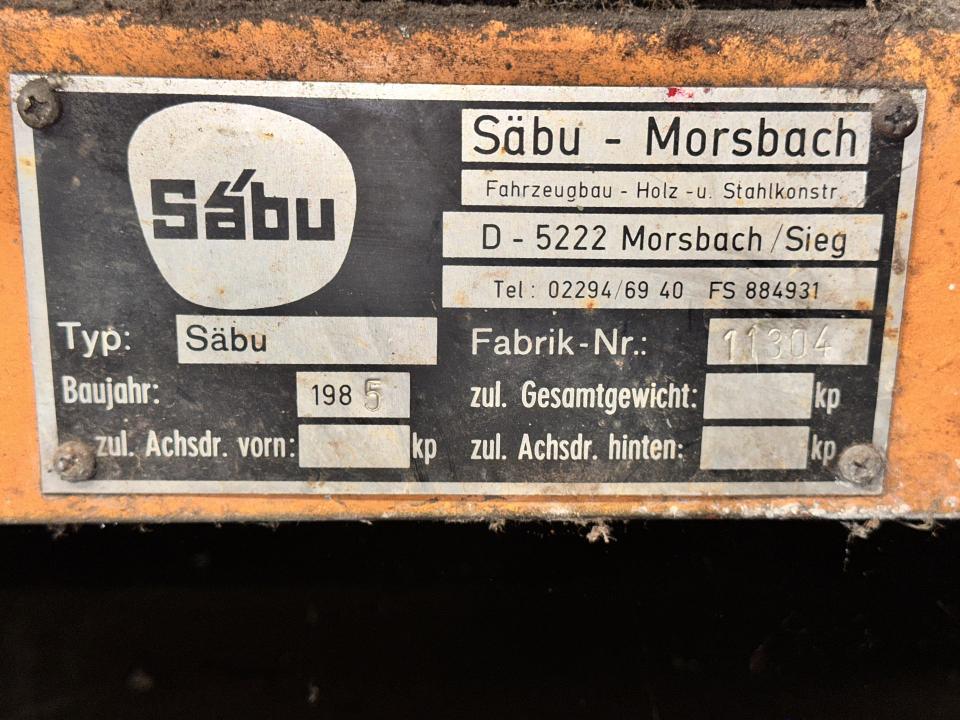 Säbu
Säbu - Morsbach
Fahrzeugbau - Holz -u. Stahlkonstr.
D - 5222 Morsbach/Sieg
Tel: 02294/69 40 FS 884931
Typ: Säbu
Fabrik-Nr.: 11304
Baujahr: 1985
zul. Gesamtgewicht: kp
zul. Achsdr. vorn: kp
zul. Achsdr. hinten: kp